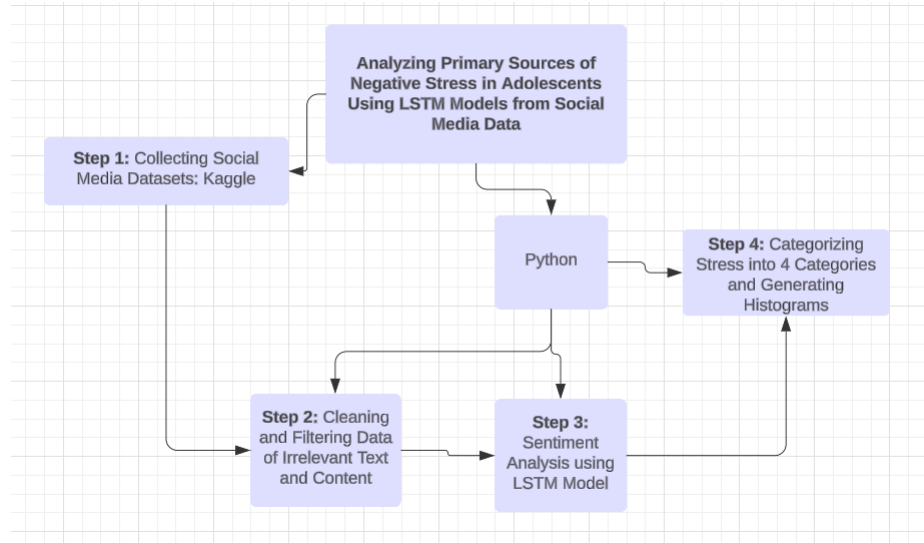 Analyzing Primary Sources of
Negative Stress in Adolescents
Using LSTM Models from Social
Media Data
Step 1: Collecting Social
Media Datasets: Kaggle
Python
Step 4: Categorizing
Stress into 4 Categories
and Generating
Histograms
Step 2: Cleaning
and Filtering Data
of Irrelevant Text
and Content
Step 3:
Sentiment
Analysis using
LSTM Model